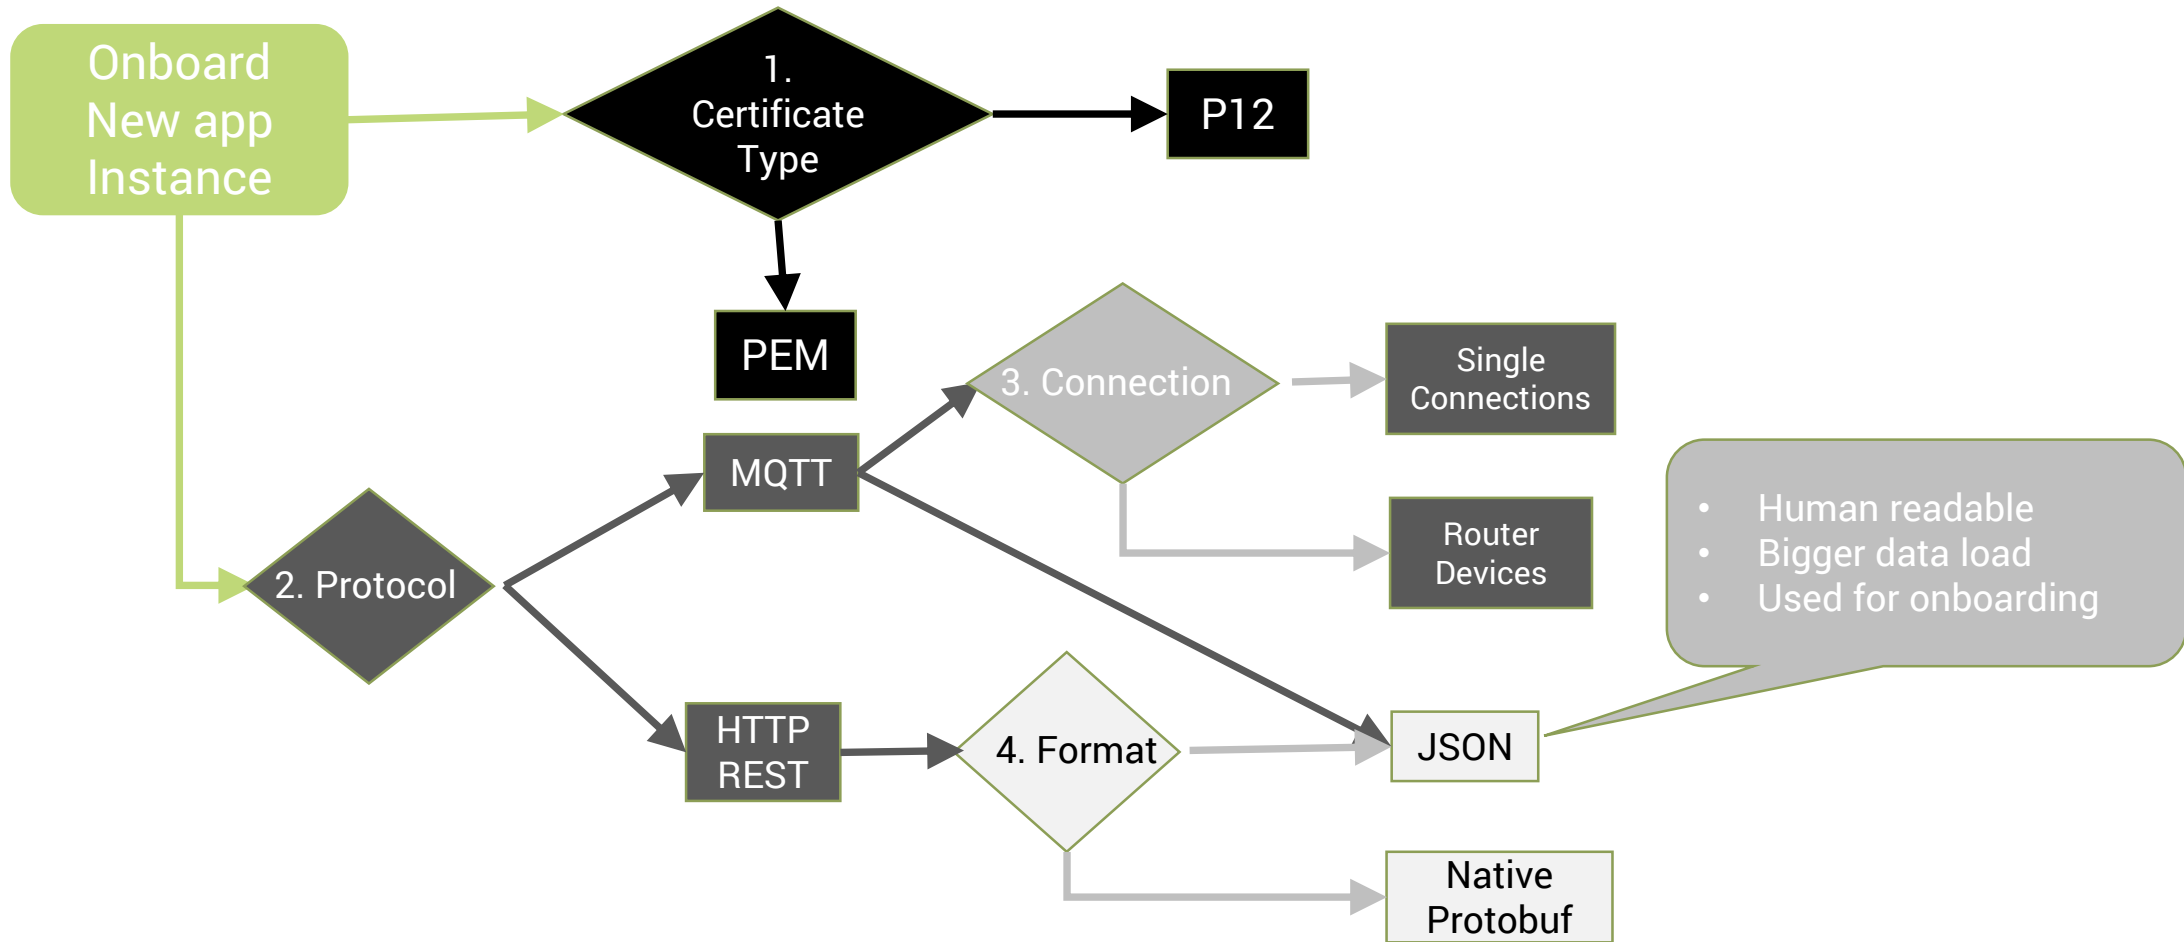 Onboard
New app
Instance
1.
Certificate
Type
P12
PEM
3. Connection
Single
Connections
MQTT
Router
Devices
• Human readable
• Bigger data load
• Used for onboarding
2. Protocol
HTTP
REST
4. Format
JSON
Native
Protobuf